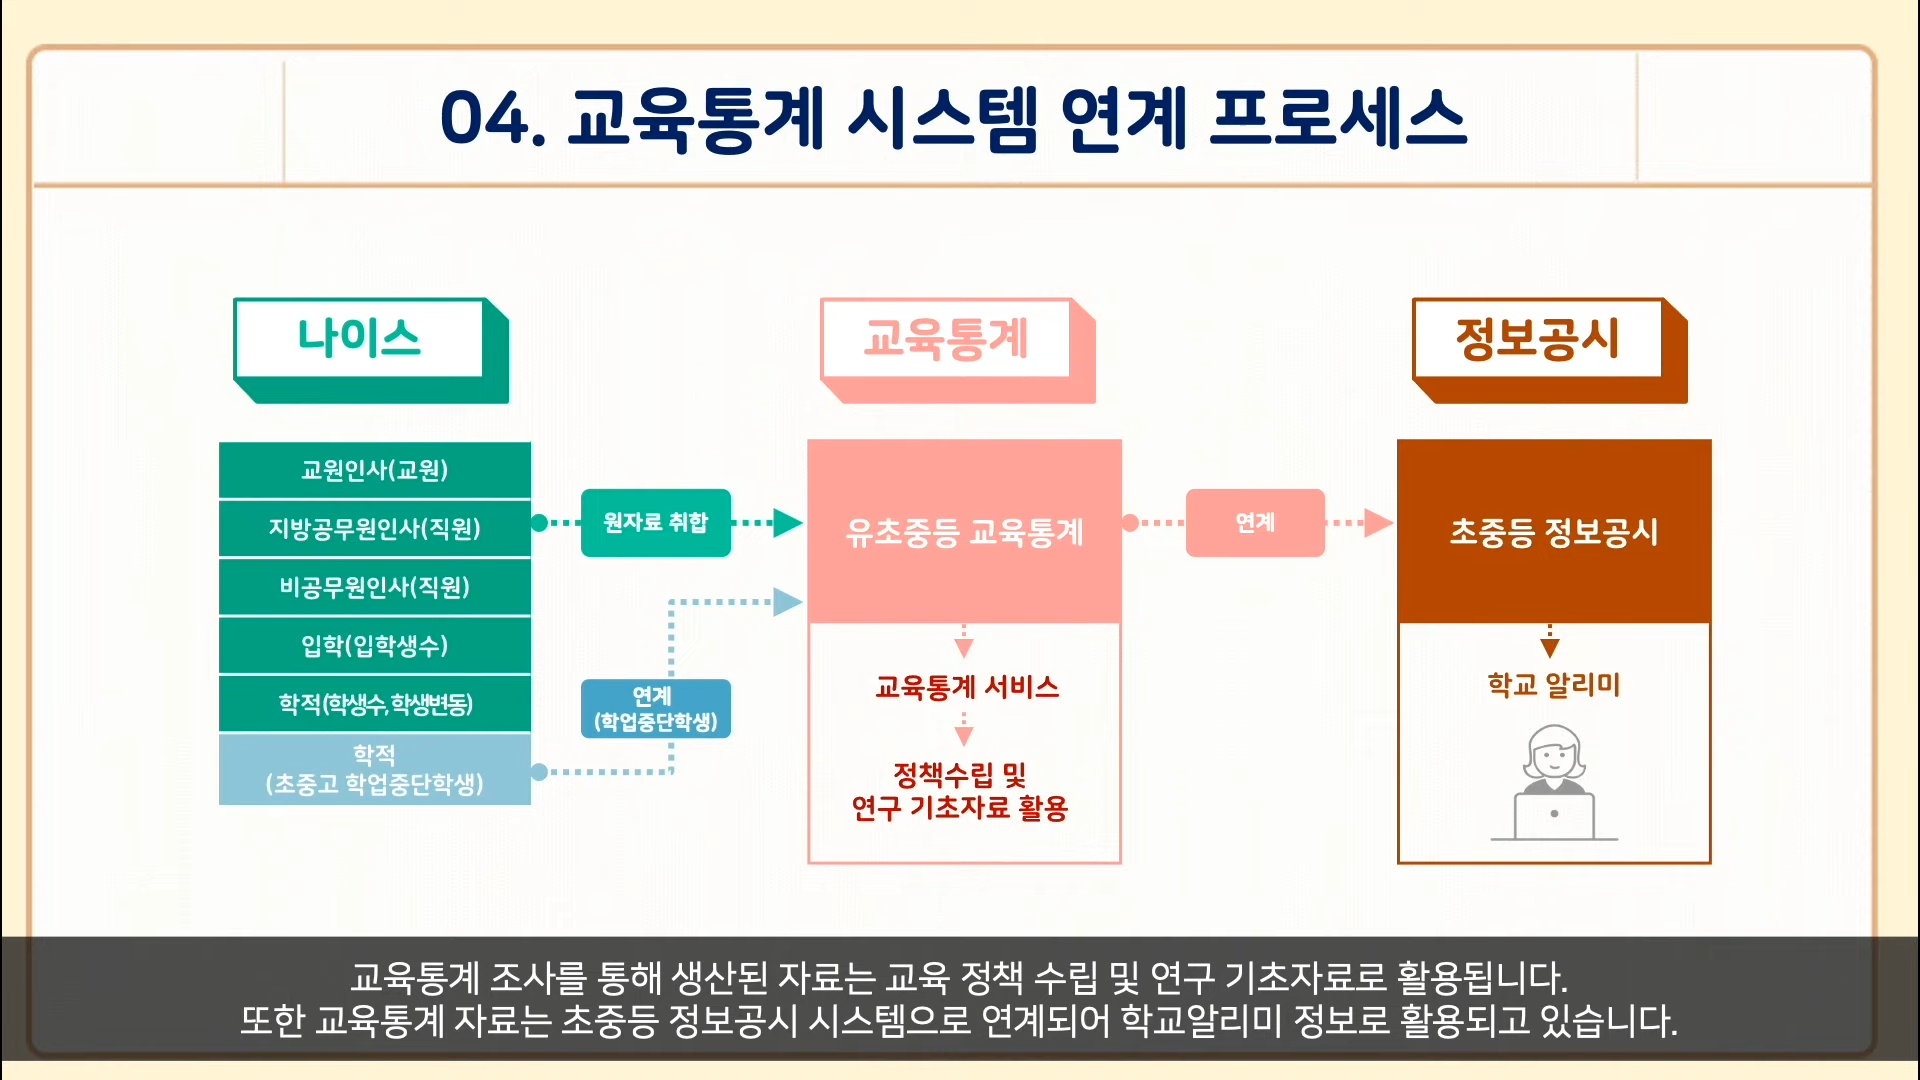 04. 교육통계 시스템 연계 프로세스
나이스
교원인사(교원)
지방공무원인사(직원)
비공무원인사(직원)
입학(입학생수)
학적(학생수, 학생변동)
학적
(초중고 학업중단학생)
원자료 취합
연계
(학업중단학생)
교육통계
유초중등 교육통계
교육통계 서비스
정책수립 및
연구 기초자료 활용
연계
정보공시
초중등 정보공시
학교 알리미
교육통계 조사를 통해 생산된 자료는 교육 정책 수립 및 연구 기초자료로 활용됩니다.
또한 교육통계 자료는 초중등 정보공시 시스템으로 연계되어 학교알리미 정보로 활용되고 있습니다.